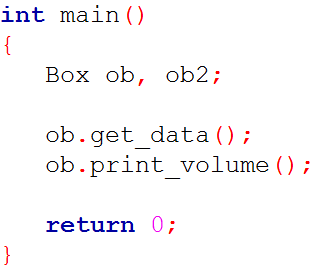 int main()
{
Box ob, ob2;
ob.get_data();
ob.print_volume();
return 0;
}